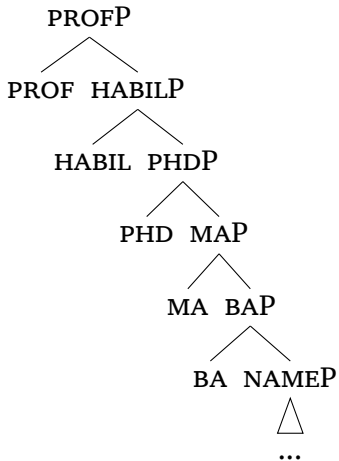 PROFP
PROF HABILP
HABIL PHDP
PHD MAP
MA BAP
BA NAMEP
...